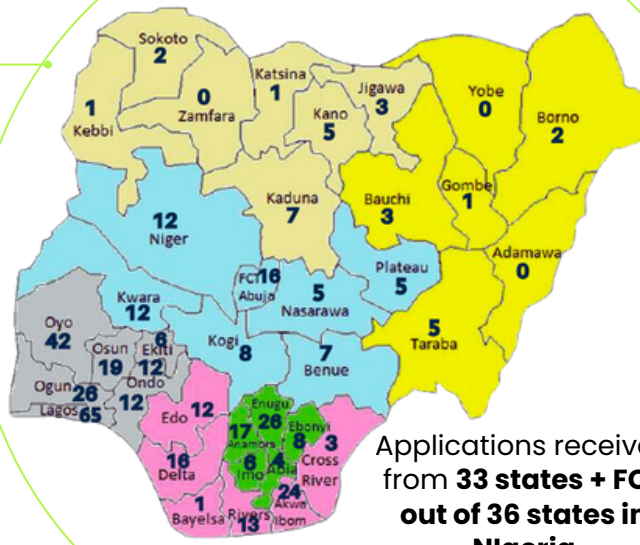 Sokoto
2
Katsina
1
Jigawa
3
Yobe
0
Borno
2
1
Kebbi
0
Zamfara
Kano
5
Kaduna
7
Bauchi
3
Gombe
1
Adamawa
0
12
Niger
FCT 16
Abuja
Plateau
5
5
Nasarawa
Kwara
12
Oyo
42
Osun
19
6
Ekiti
12
Kogi 8
7
Benue
5
Taraba
Ogun 26
Lagos 65
Ondo
12
Edo 12
Enugu
26
17
Anambra
Ebonyi
8
3
Cross
River
16
Delta
6
Imo
4
Abia
24
Akwa
Ibom
1
Bayelsa
Rivers
13
Applications receive
from 33 states + FC
out of 36 states in
NIgeria